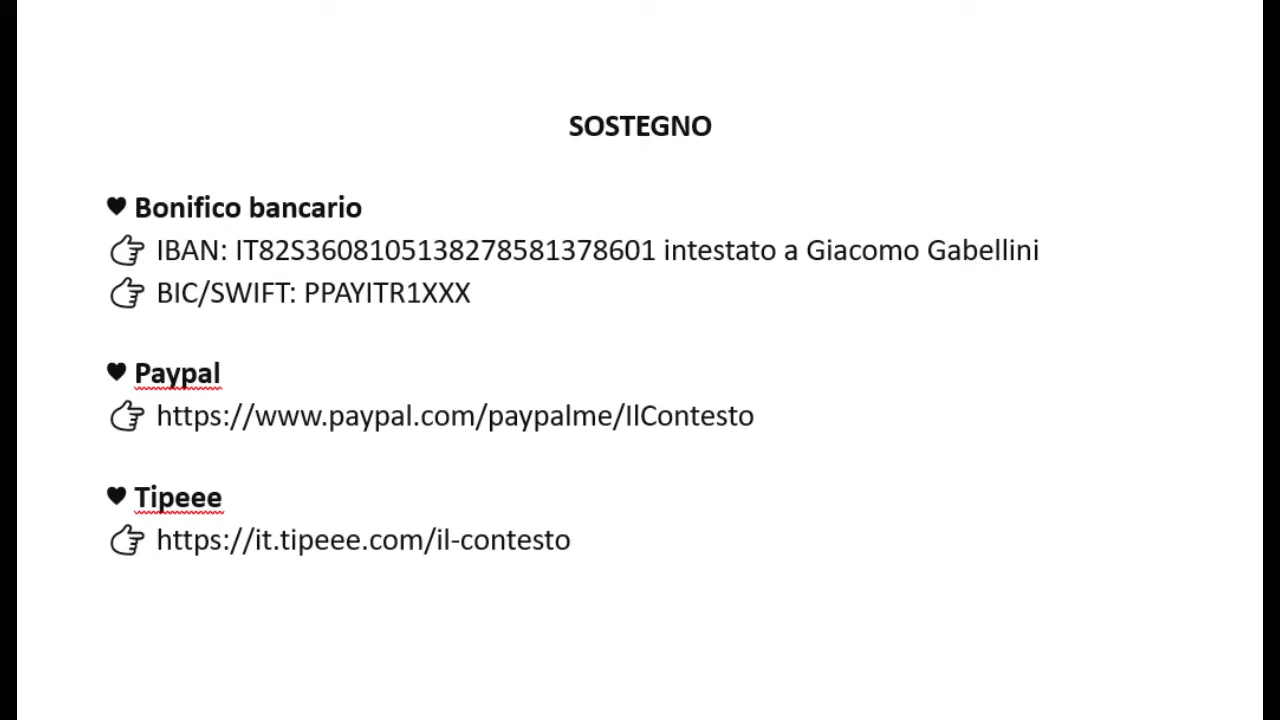 SOSTEGNO
♥ Bonifico bancario
👉 IBAN: IT82S3608105138278581378601 intestato a Giacomo Gabellini
👉 BIC/SWIFT: PPAYITR1XXX
♥ Paypal
👉 https://www.paypal.com/paypalme/IlContesto
♥ Tipeee
👉 https://it.tipeee.com/il-contesto